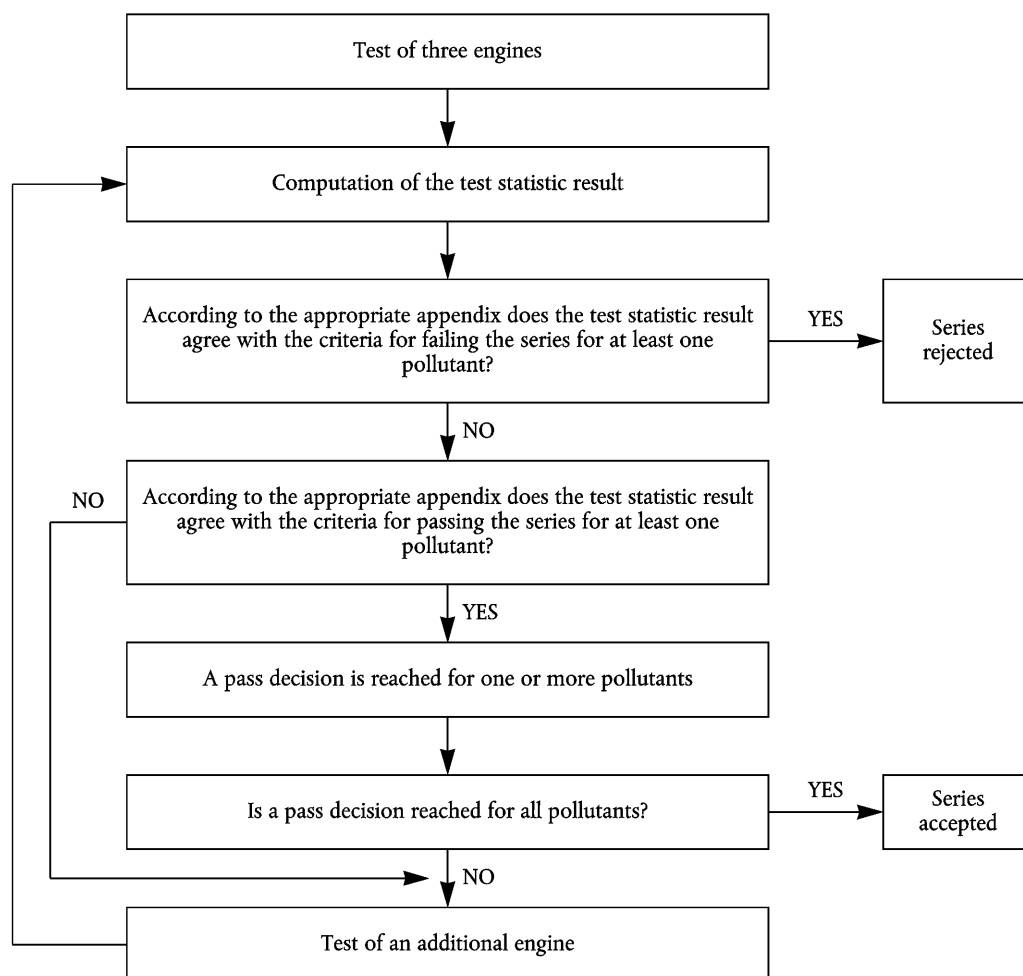 Test of three engines
Computation of the test statistic result
According to the appropriate appendix does the test statistic result
agree with the criteria for failing the series for at least one
pollutant?
YES
Series
rejected
NO
According to the appropriate appendix does the test statistic result
agree with the criteria for passing the series for at least one
pollutant?
NO
YES
A pass decision is reached for one or more pollutants
Is a pass decision reached for all pollutants?
YES
Series
accepted
NO
Test of an additional engine